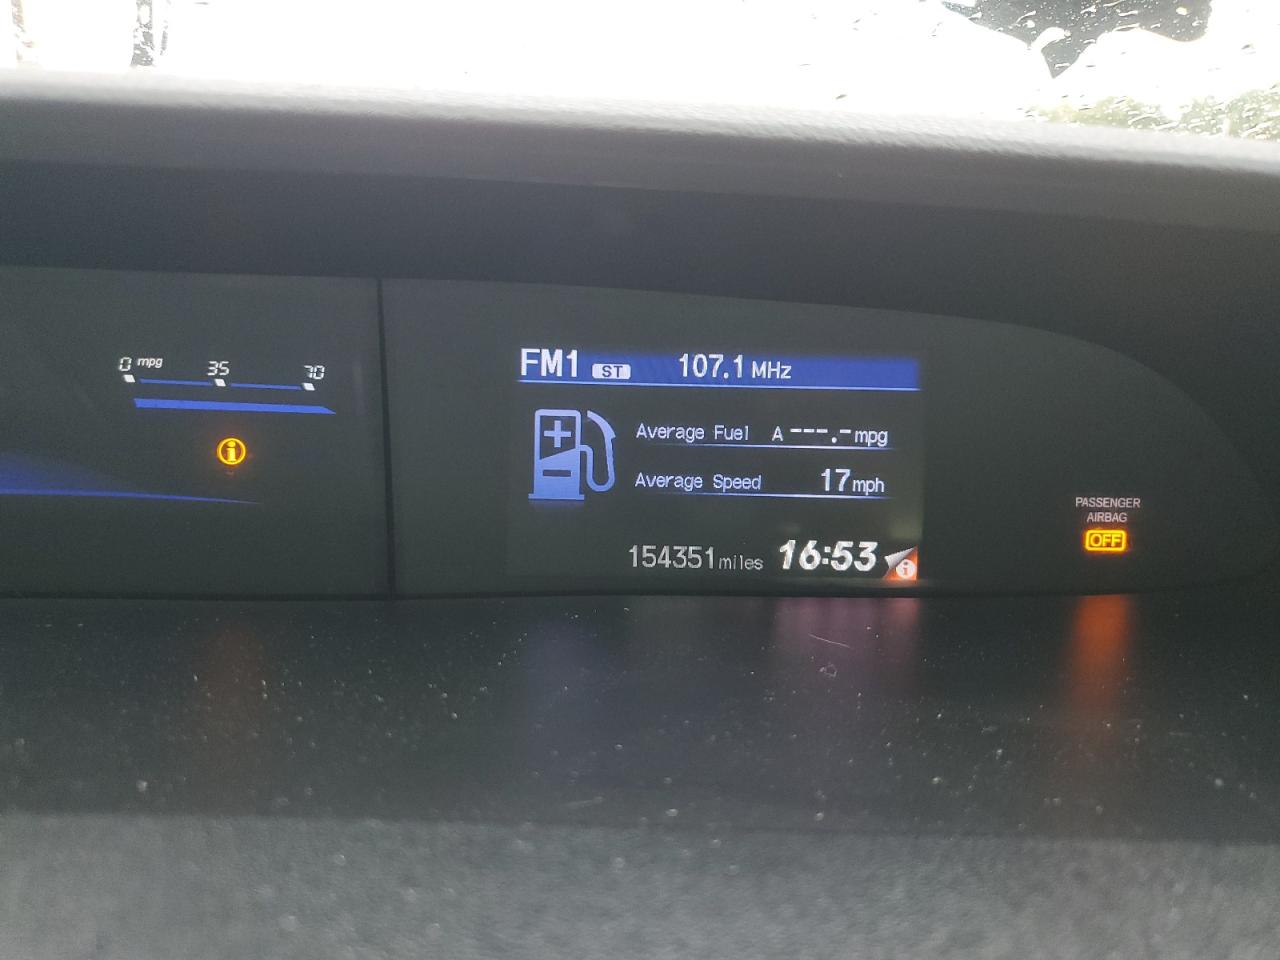 0 mpg 35 70
i
FM1 ST 107.1 MHz
Average Fuel A ---.- mpg
Average Speed 17 mph
154351 miles 16:53 i
PASSENGER
AIRBAG
OFF